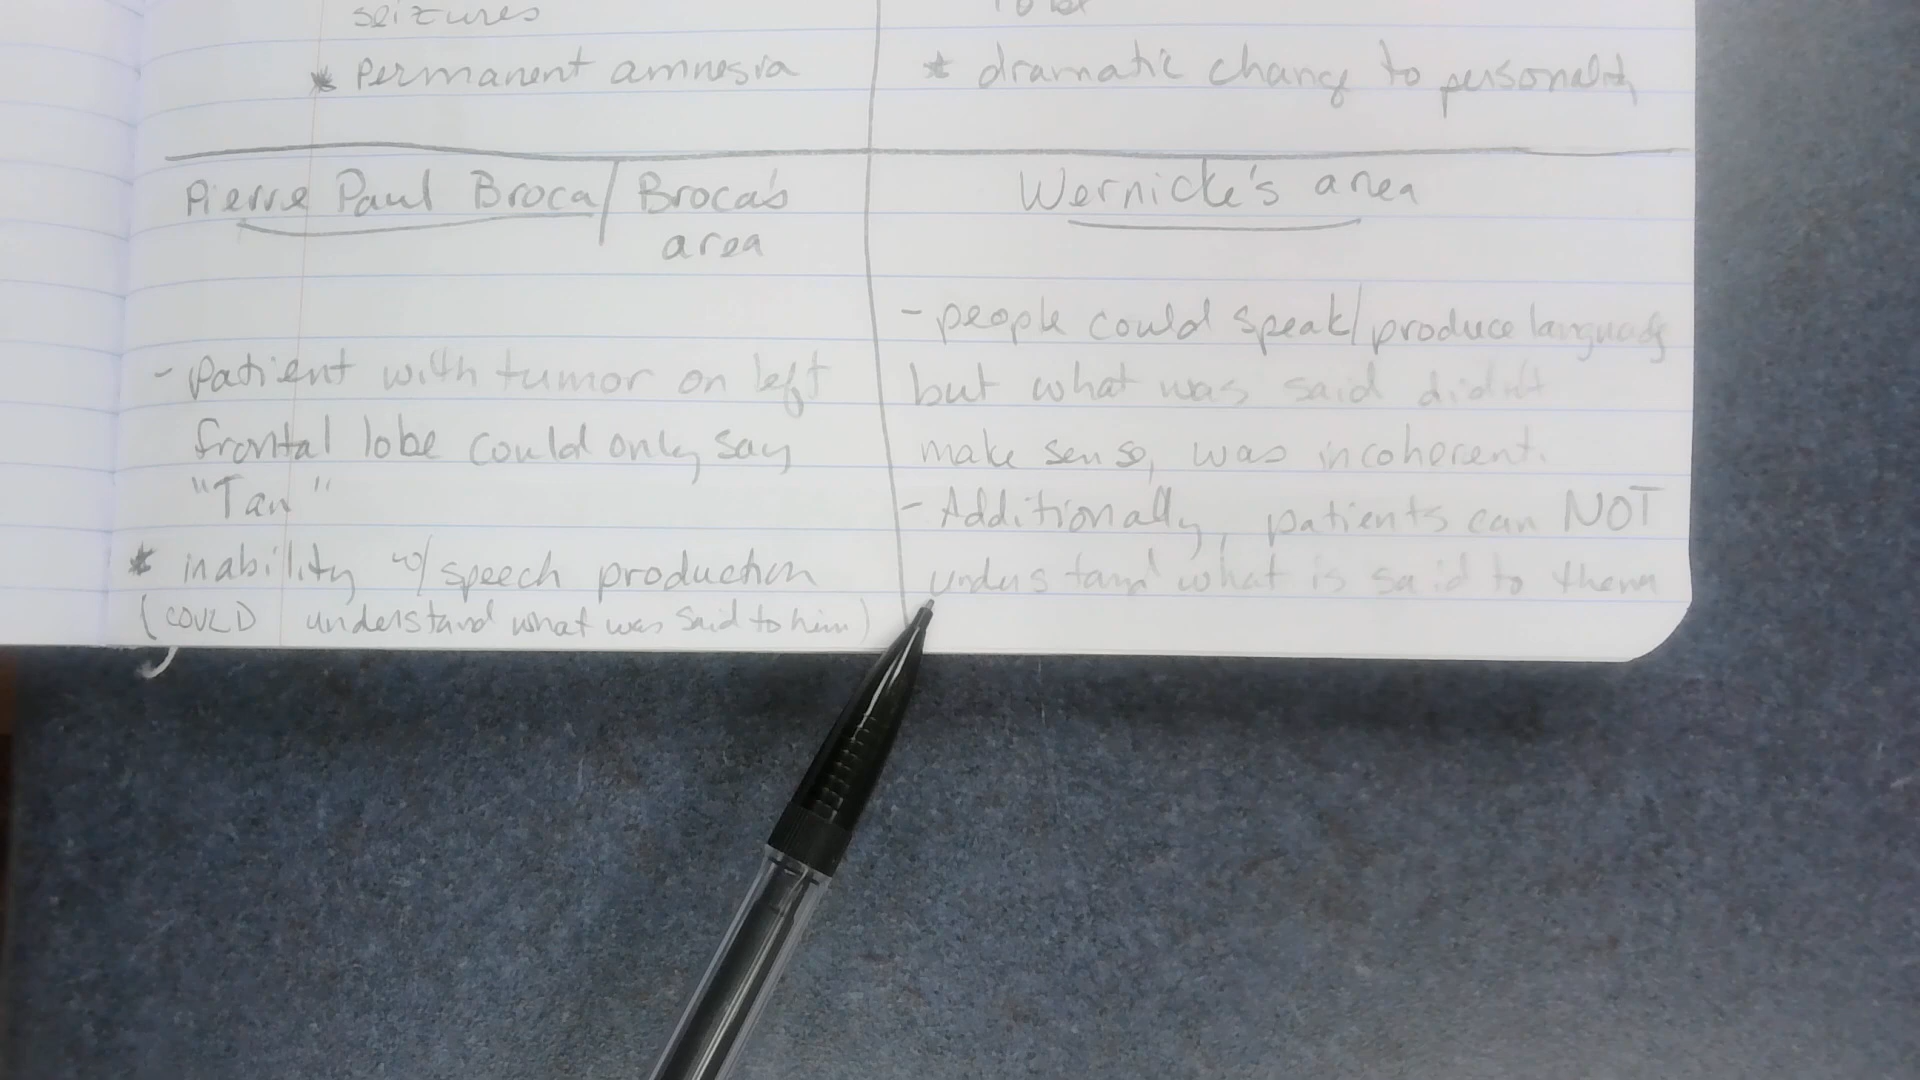 seizures
* Permanent amnesia
* dramatic change to personality
Pierre Paul Broca/ Broca's
area
- Patient with tumor on left
frontal lobe could only say
"Tan"
* inability w/ speech production
(COULD understand what was said to him)
Wernicke's area
- people could speak/produce language
but what was said didn't
make sense, was incoherent.
- Additionally, patients can NOT
understand what is said to them